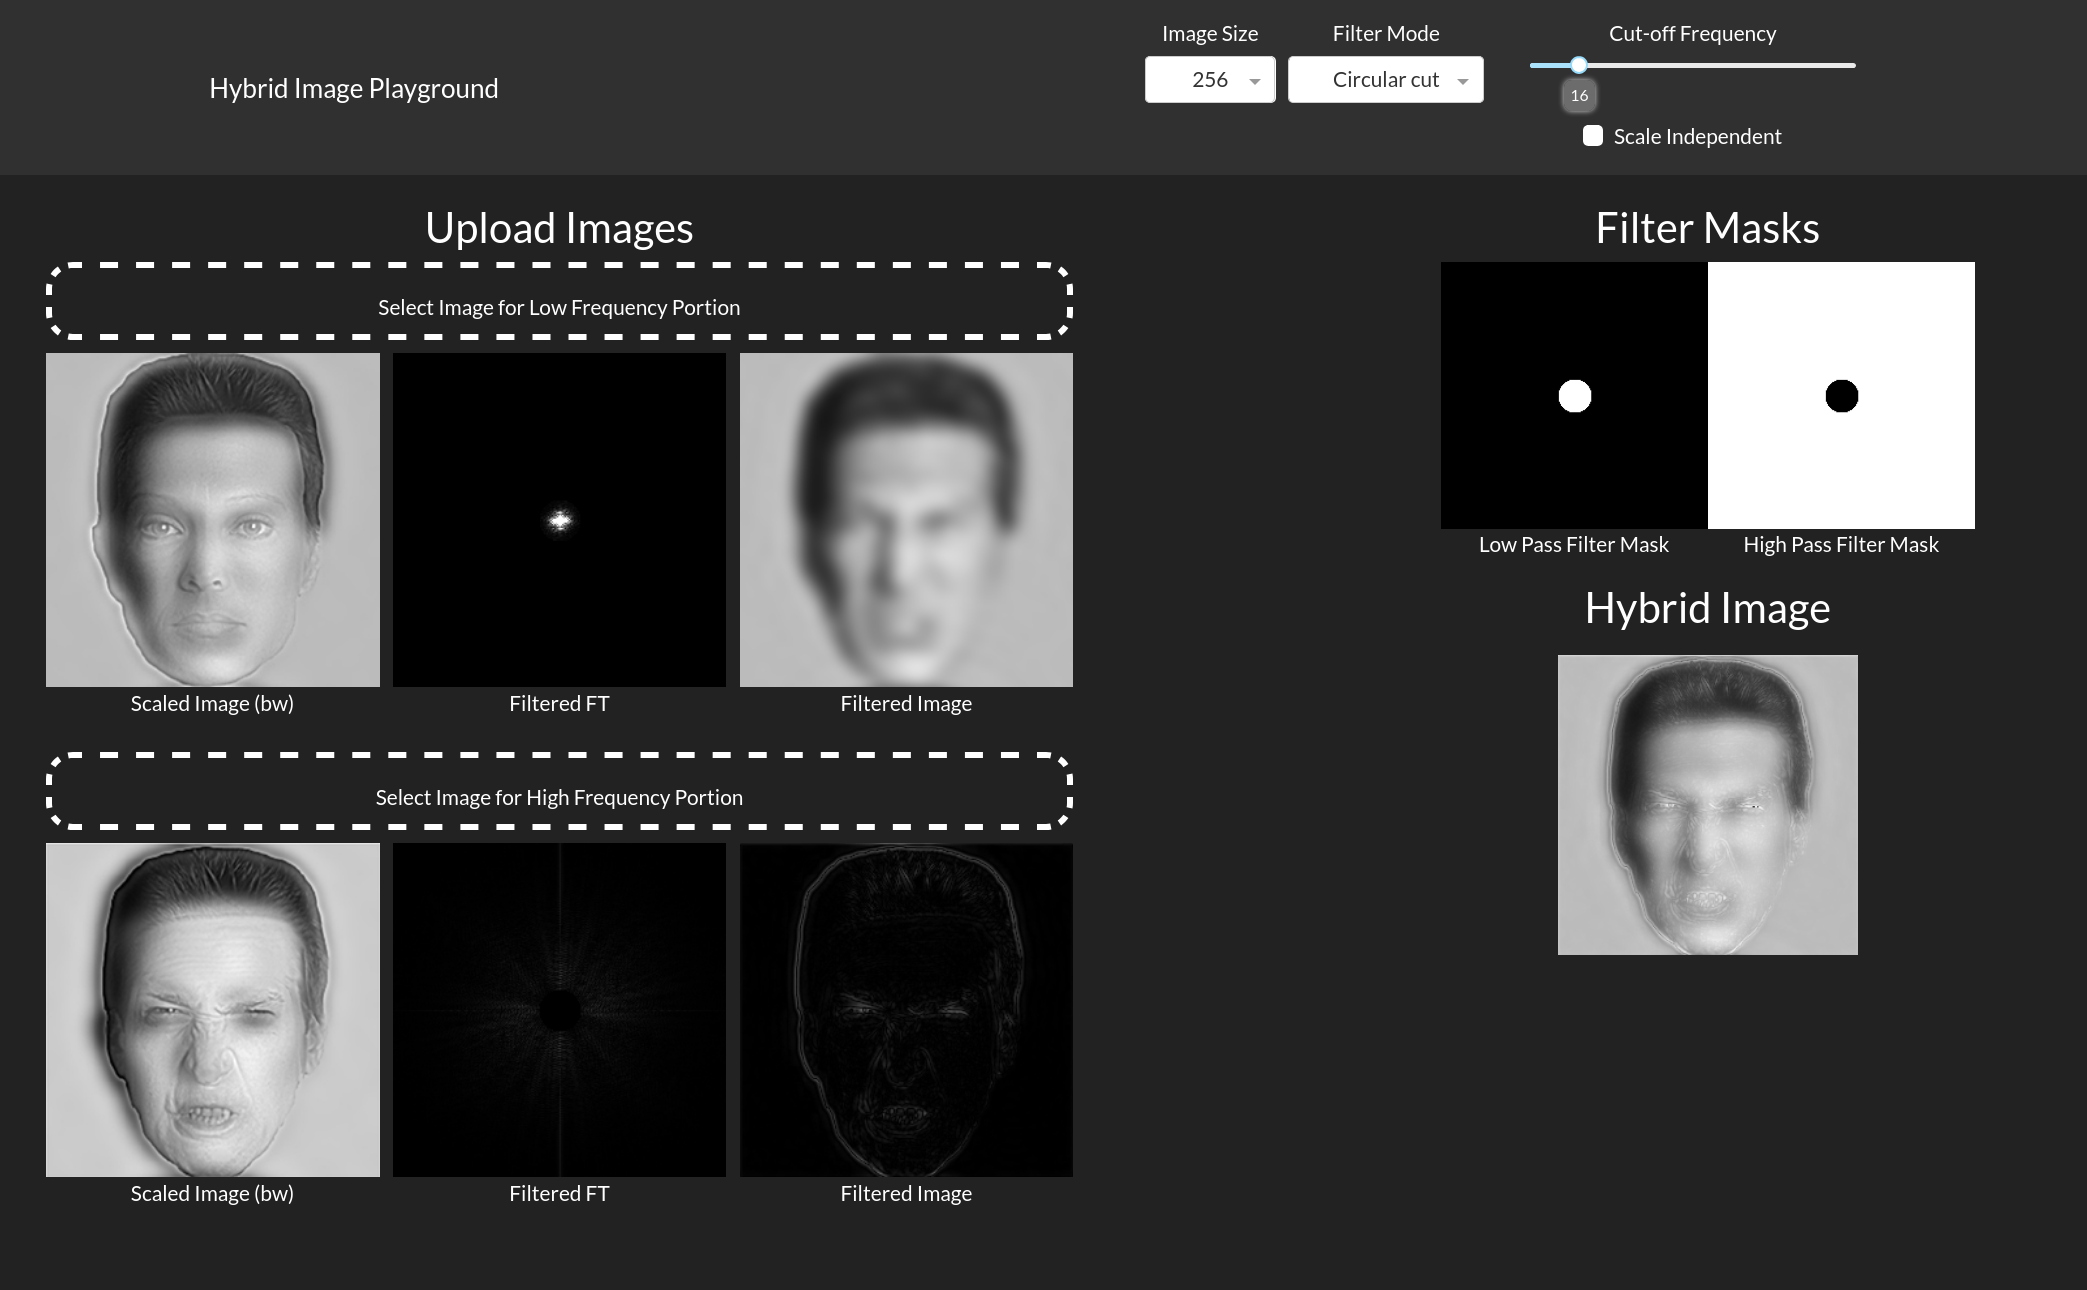 Hybrid Image Playground
Image Size
256
Filter Mode
Circular cut
Cut-off Frequency
16
Scale Independent
Upload Images
Select Image for Low Frequency Portion
Scaled Image (bw)
Filtered FT
Filtered Image
Select Image for High Frequency Portion
Scaled Image (bw)
Filtered FT
Filtered Image
Filter Masks
Low Pass Filter Mask
High Pass Filter Mask
Hybrid Image